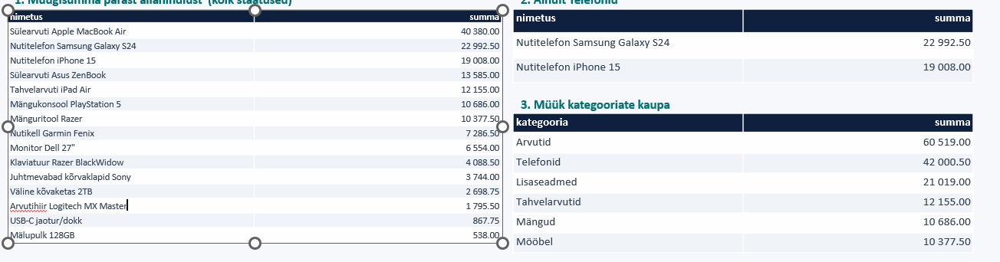 1. Müügisumma pärast allahindlust (kõik staatused)
nimetus summa
Sülearvuti Apple MacBook Air 40 380.00
Nutitelefon Samsung Galaxy S24 22 992.50
Nutitelefon iPhone 15 19 008.00
Sülearvuti Asus ZenBook 13 585.00
Tahvelarvuti iPad Air 12 155.00
Mängukonsool PlayStation 5 10 686.00
Mänguritool Razer 10 377.50
Nutikell Garmin Fenix 7 286.50
Monitor Dell 27" 6 554.00
Klaviatuur Razer BlackWidow 4 088.50
Juhtmevabad kõrvaklapid Sony 3 744.00
Väline kõvaketas 2TB 2 698.75
Arvutihiir Logitech MX Master 1 795.50
USB-C jaotur/dokk 867.75
Mälupulk 128GB 538.00
2. Ainult Telefonid
nimetus summa
Nutitelefon Samsung Galaxy S24 22 992.50
Nutitelefon iPhone 15 19 008.00
3. Müük kategooriate kaupa
kategooria summa
Arvutid 60 519.00
Telefonid 42 000.50
Lisaseadmed 21 019.00
Tahvelarvutid 12 155.00
Mängud 10 686.00
Mööbel 10 377.50